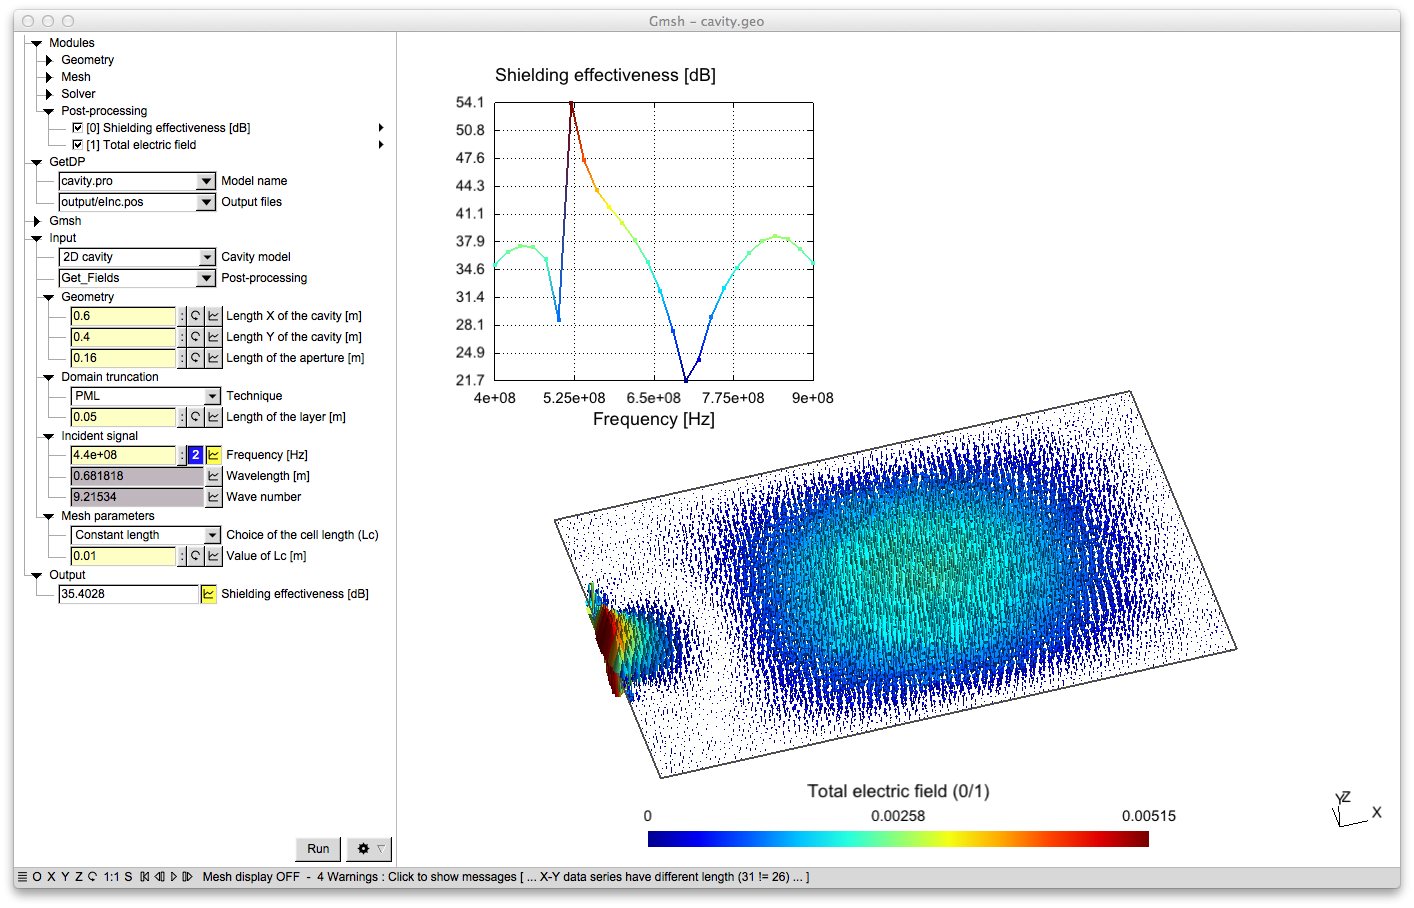 Gmsh - cavity.geo
Modules
Geometry
Mesh
Solver
Post-processing
[0] Shielding effectiveness [dB]
[1] Total electric field
GetDP
cavity.pro Model name
output/eInc.pos Output files
Gmsh
Input
2D cavity Cavity model
Get_Fields Post-processing
Geometry
0.6 : Length X of the cavity [m]
0.4 : Length Y of the cavity [m]
0.16 : Length of the aperture [m]
Domain truncation
PML Technique
0.05 : Length of the layer [m]
Incident signal
4.4e+08 : 2 Frequency [Hz]
0.681818 Wavelength [m]
9.21534 Wave number
Mesh parameters
Constant length Choice of the cell length (Lc)
0.01 : Value of Lc [m]
Output
35.4028 Shielding effectiveness [dB]
Run
Shielding effectiveness [dB]
54.1
50.8
47.6
44.3
41.1
37.9
34.6
31.4
28.1
24.9
21.7
4e+08 5.25e+08 6.5e+08 7.75e+08 9e+08
Frequency [Hz]
Total electric field (0/1)
0 0.00258 0.00515
Y Z X
O X Y Z 1:1 S Mesh display OFF - 4 Warnings : Click to show messages [ ... X-Y data series have different length (31 != 26) ... ]